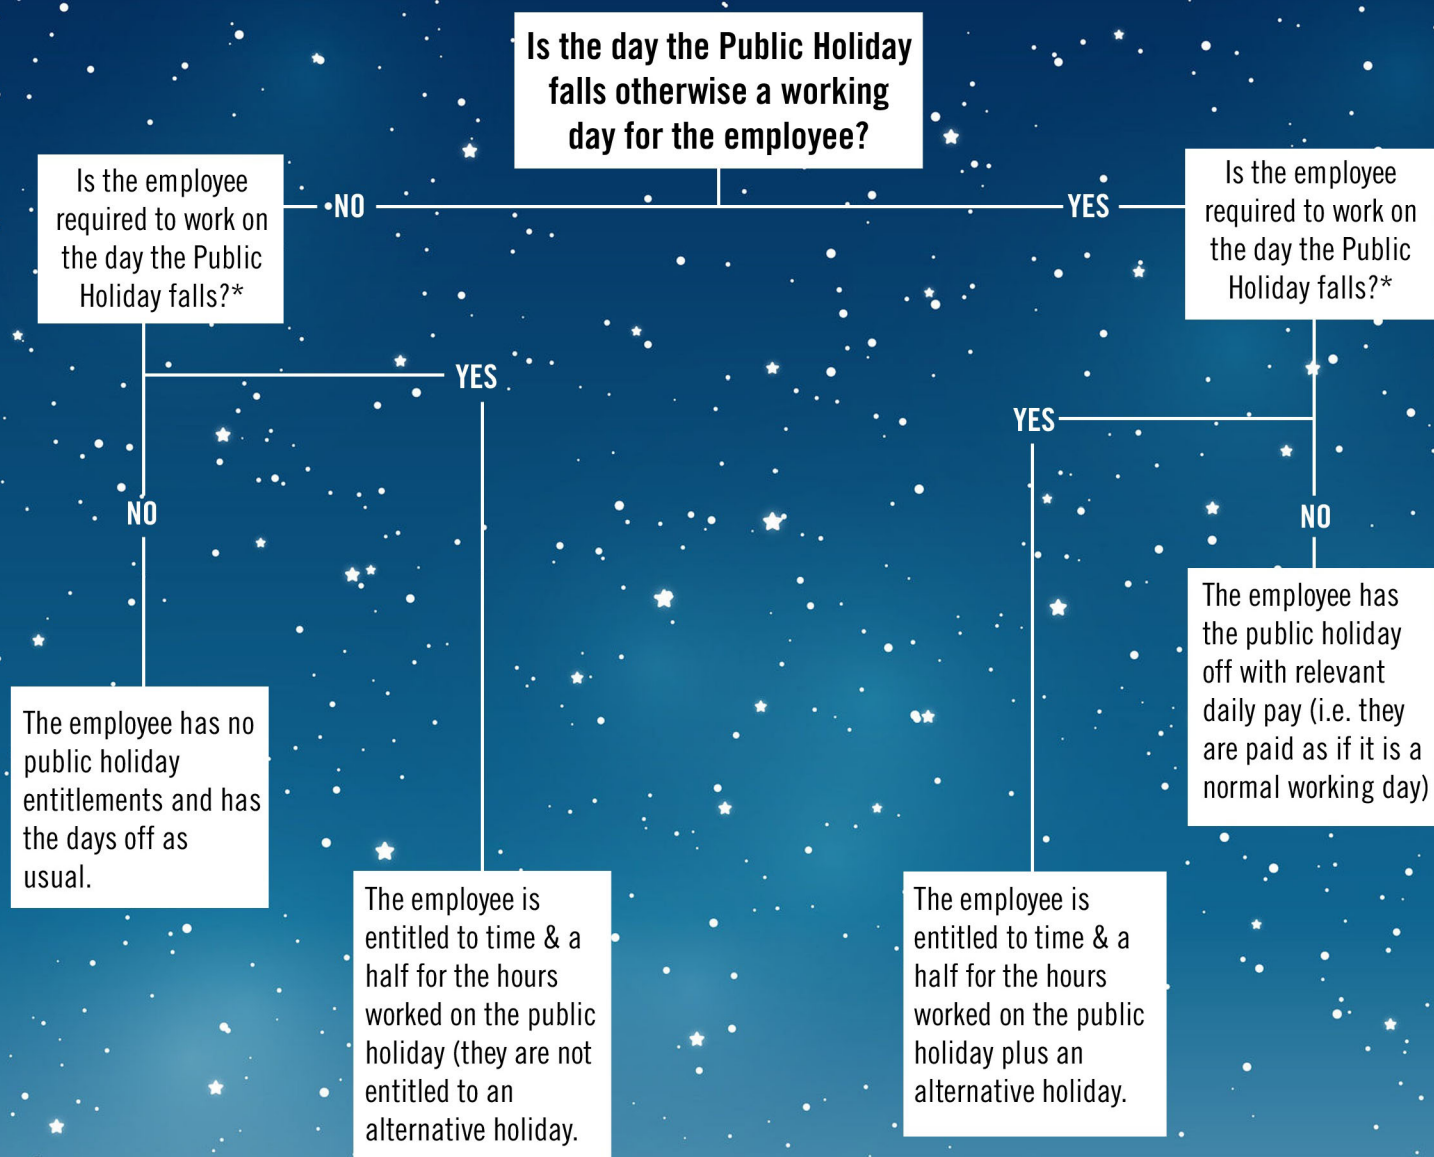 Is the day the Public Holiday
falls otherwise a working
day for the employee?
Is the employee
required to work on
the day the Public
Holiday falls?*
NO
YES
Is the employee
required to work on
the day the Public
Holiday falls?*
YES
NO
YES
NO
The employee has no
public holiday
entitlements and has
the days off as
usual.
The employee is
entitled to time & a
half for the hours
worked on the public
holiday (they are not
entitled to an
alternative holiday.
The employee is
entitled to time & a
half for the hours
worked on the public
holiday plus an
alternative holiday.
The employee has
the public holiday
off with relevant
daily pay (i.e. they
are paid as if it is a
normal working day)